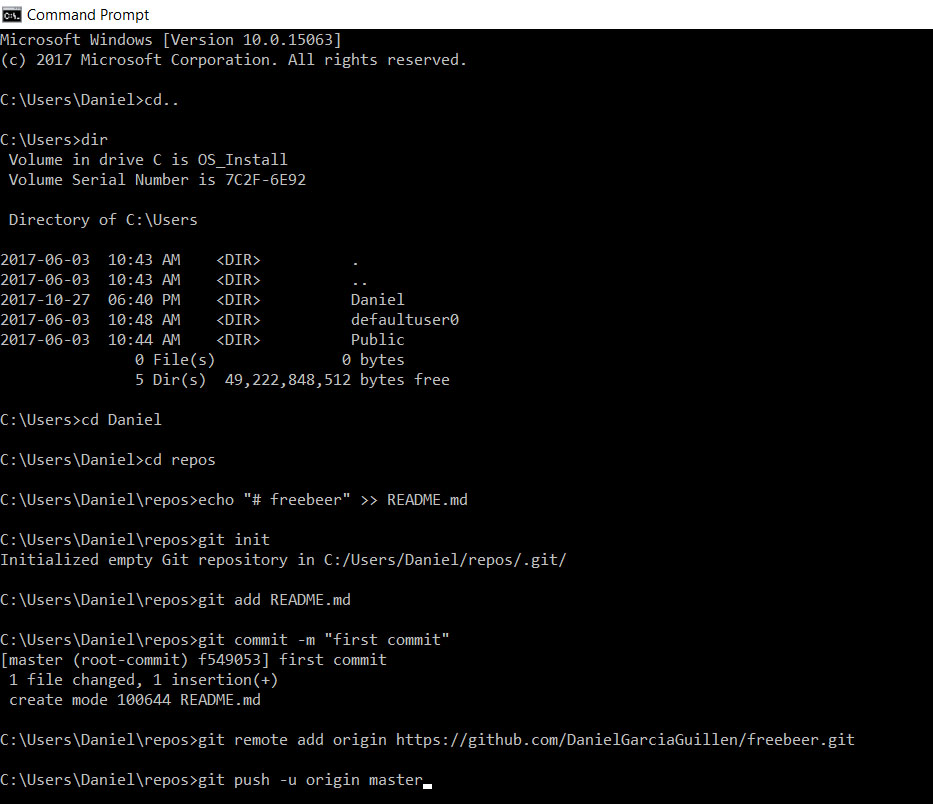 Command Prompt
Microsoft Windows [Version 10.0.15063]
(c) 2017 Microsoft Corporation. All rights reserved.
C:\Users\Daniel>cd..
C:\Users>dir
Volume in drive C is OS_Install
Volume Serial Number is 7C2F-6E92
Directory of C:\Users
2017-06-03  10:43 AM    <DIR>          .
2017-06-03  10:43 AM    <DIR>          ..
2017-10-27  06:40 PM    <DIR>          Daniel
2017-06-03  10:48 AM    <DIR>          defaultuser0
2017-06-03  10:44 AM    <DIR>          Public
0 File(s)              0 bytes
5 Dir(s)  49,222,848,512 bytes free
C:\Users>cd Daniel
C:\Users\Daniel>cd repos
C:\Users\Daniel\repos>echo "# freebeer" >> README.md
C:\Users\Daniel\repos>git init
Initialized empty Git repository in C:/Users/Daniel/repos/.git/
C:\Users\Daniel\repos>git add README.md
C:\Users\Daniel\repos>git commit -m "first commit"
[master (root-commit) f549053] first commit
1 file changed, 1 insertion(+)
create mode 100644 README.md
C:\Users\Daniel\repos>git remote add origin https://github.com/DanielGarciaGuillen/freebeer.git
C:\Users\Daniel\repos>git push -u origin master